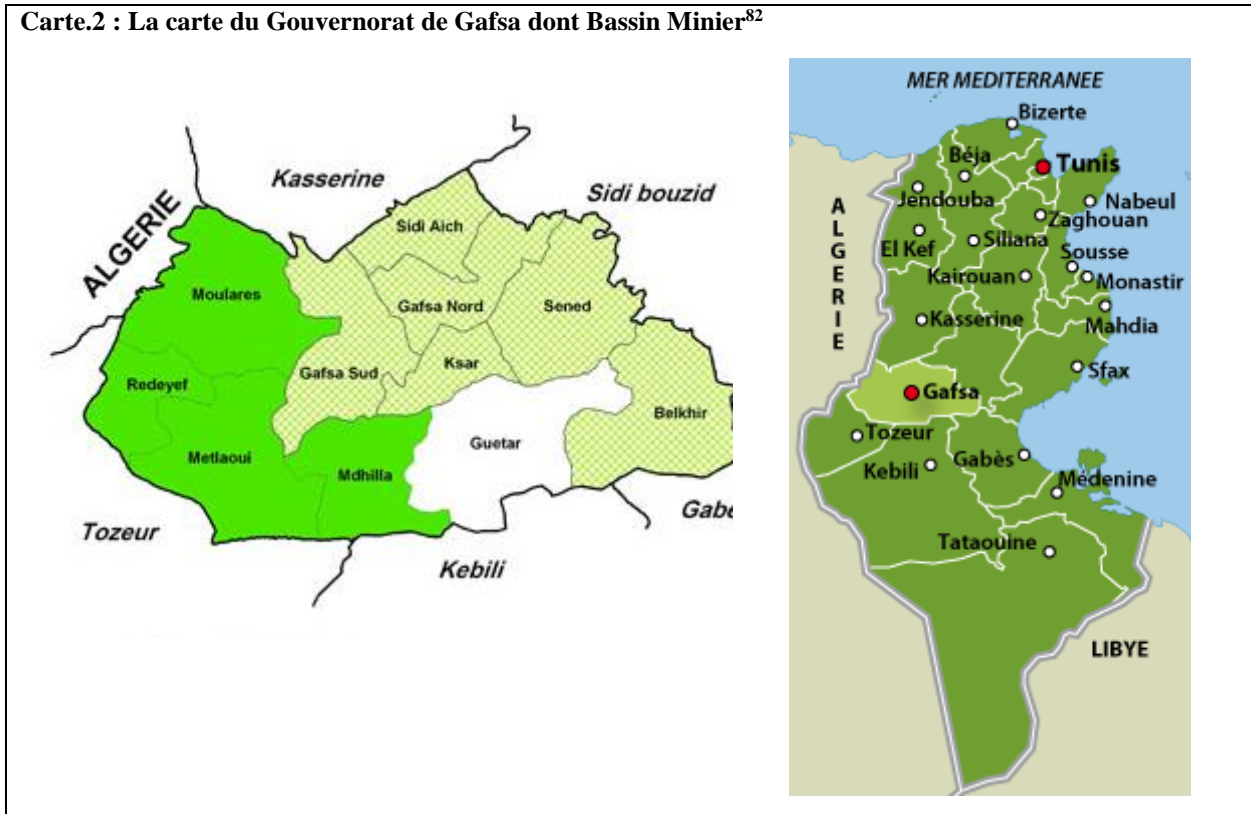 Carte.2 : La carte du Gouvernorat de Gafsa dont Bassin Minier82
Kasserine
Sidi bouzid
ALGERIE
Sidi Aich
Moulares
Gafsa Nord
Sened
Ksar
Redeyef
Gafsa Sud
Belkhir
Guetar
Metlaoui
Mdhilla
Tozeur
Gabe
Kebili
MER MEDITERRANEE
Bizerte
Béja
Tunis
Jendouba
Nabeul
Zaghouan
El Kef
Siliana
Sousse
Kairouan
Monastir
ALGERIE
Kasserine
Mahdia
Sfax
Gafsa
Tozeur
Kebili
Gabès
Médenine
Tataouine
LIBYE